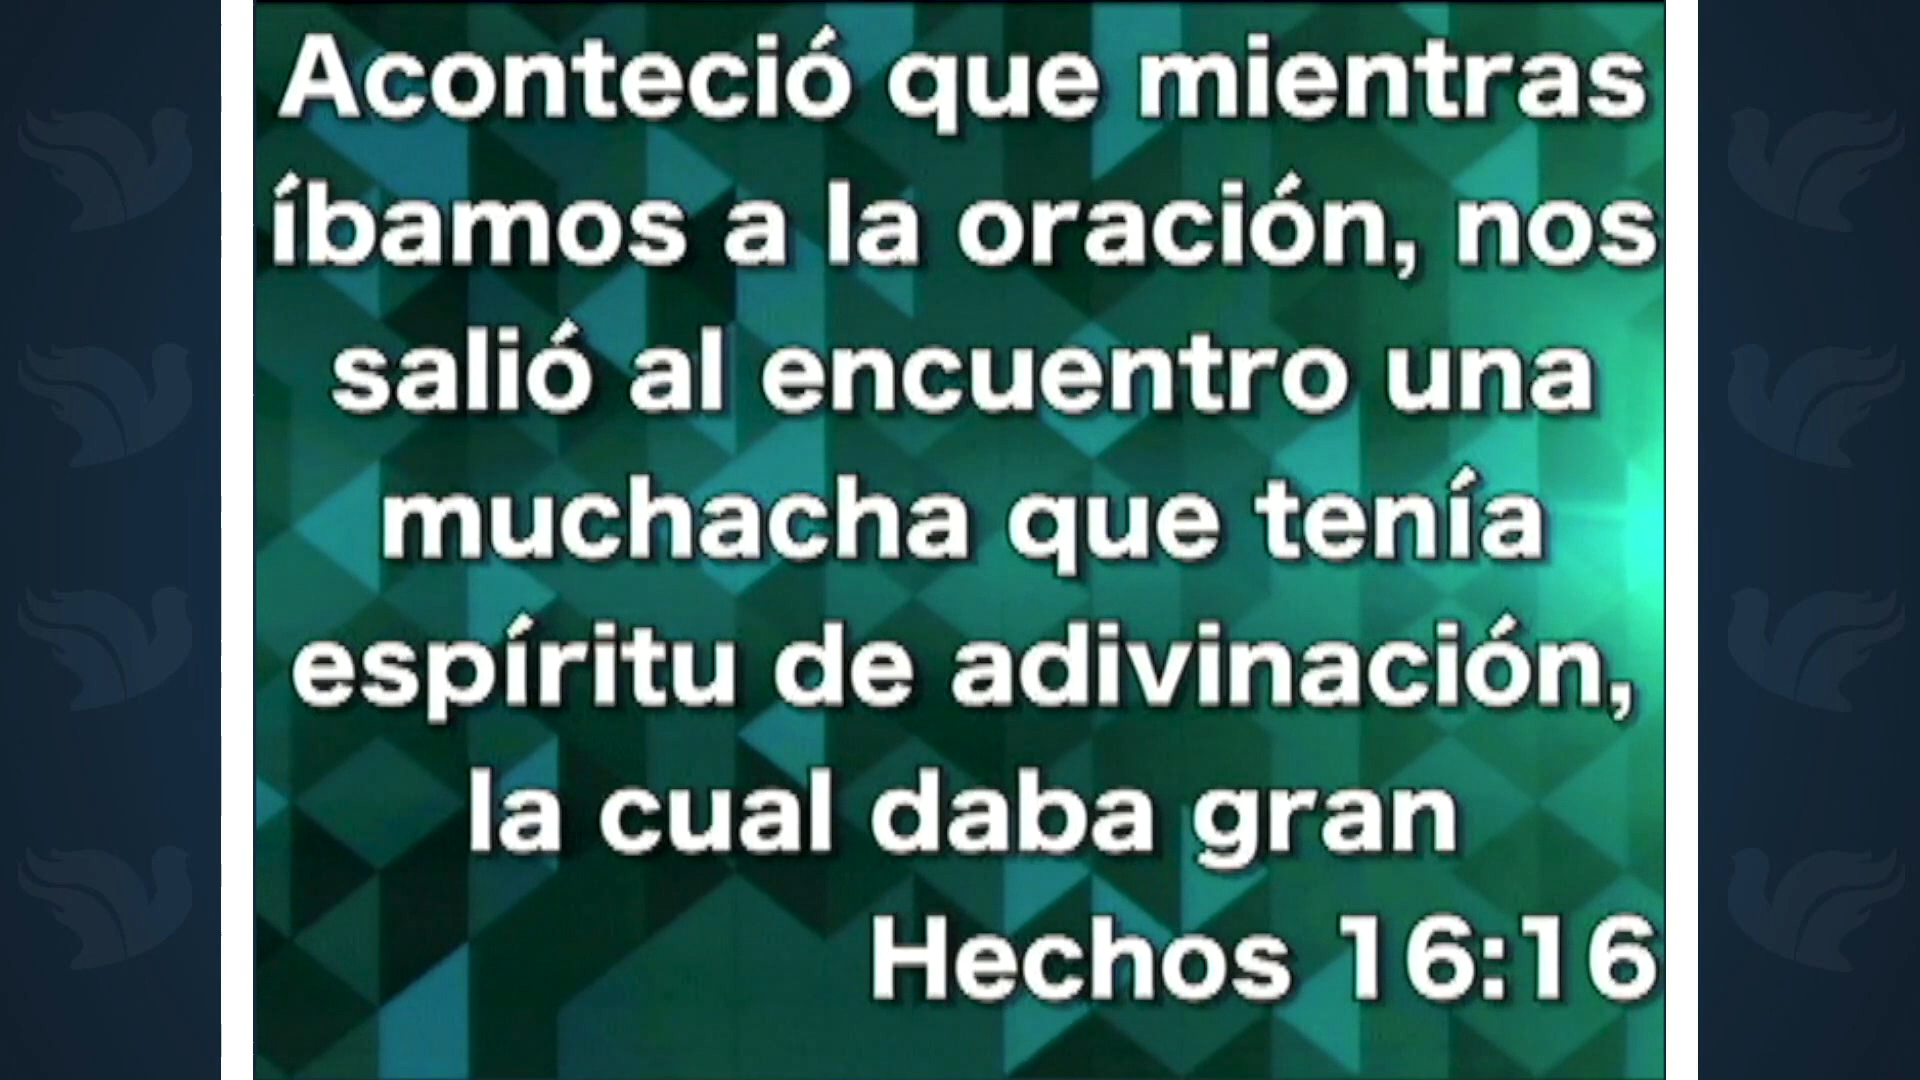 Aconteció que mientras
íbamos a la oración, nos
salió al encuentro una
muchacha que tenía
espíritu de adivinación,
la cual daba gran
Hechos 16:16